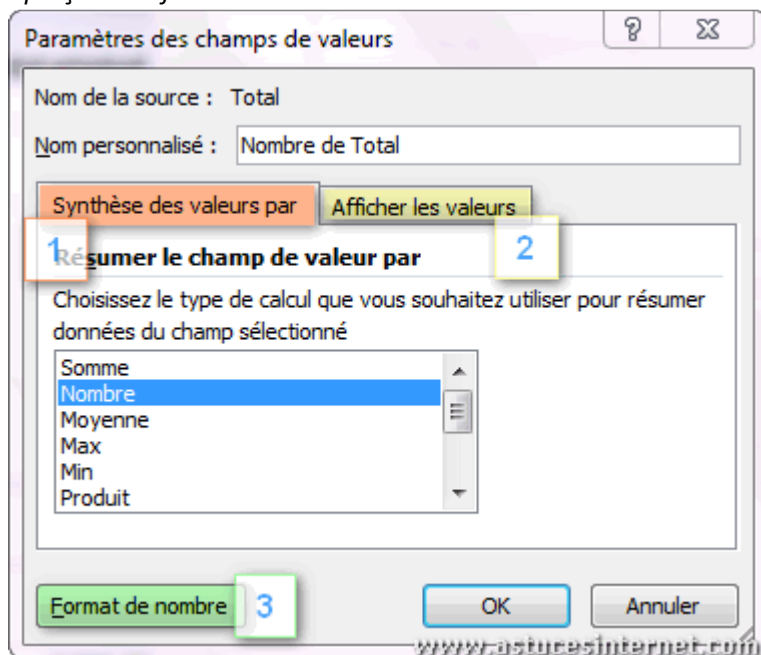 Paramètres des champs de valeurs
Nom de la source : Total
Nom personnalisé : Nombre de Total
Synthèse des valeurs par Afficher les valeurs
1 2
Résumer le champ de valeur par
Choisissez le type de calcul que vous souhaitez utiliser pour résumer
données du champ sélectionné
Somme
Nombre
Moyenne
Max
Min
Produit
Format de nombre 3 OK Annuler
www.astucesinternet.com